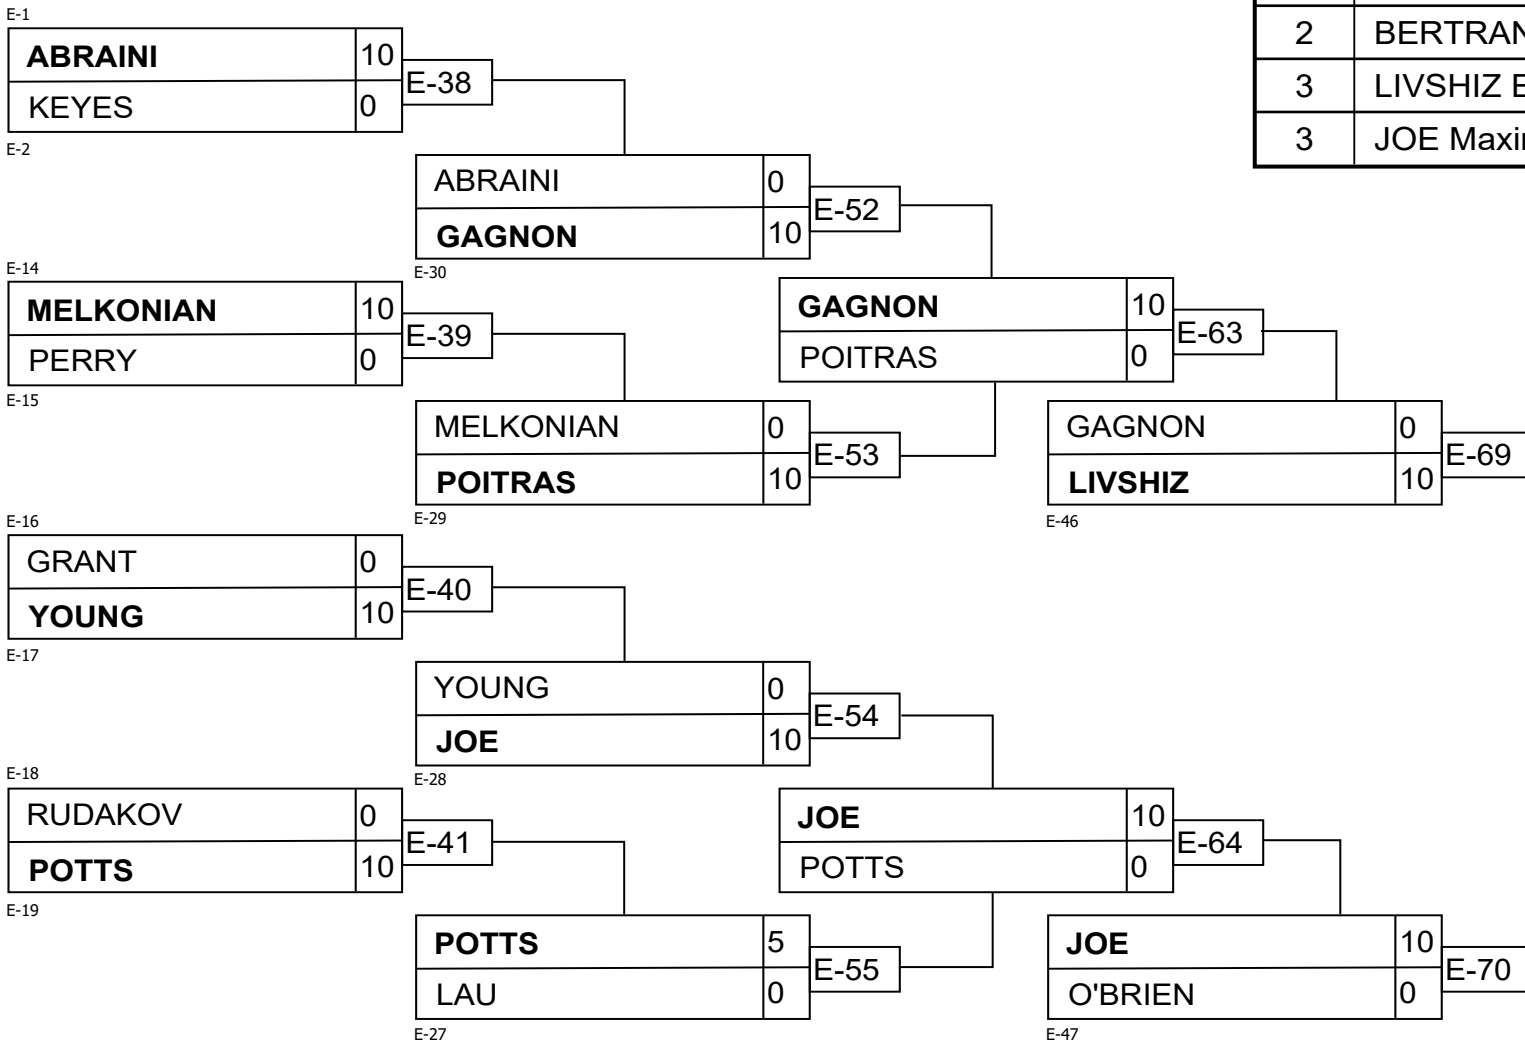 E-1
ABRAINI 10
KEYES 0
E-38
E-2
2 BERTRAN
3 LIVSHIZ E
3 JOE Maxi
ABRAINI 0
GAGNON 10
E-52
E-30
E-14
MELKONIAN 10
PERRY 0
E-39
E-15
GAGNON 10
POITRAS 0
E-63
MELKONIAN 0
POITRAS 10
E-53
E-29
GAGNON 0
LIVSHIZ 10
E-69
E-46
E-16
GRANT 0
YOUNG 10
E-40
E-17
YOUNG 0
JOE 10
E-54
E-28
E-18
RUDAKOV 0
POTTS 10
E-41
E-19
JOE 10
POTTS 0
E-64
POTTS 5
LAU 0
E-55
E-27
JOE 10
O'BRIEN 0
E-70
E-47